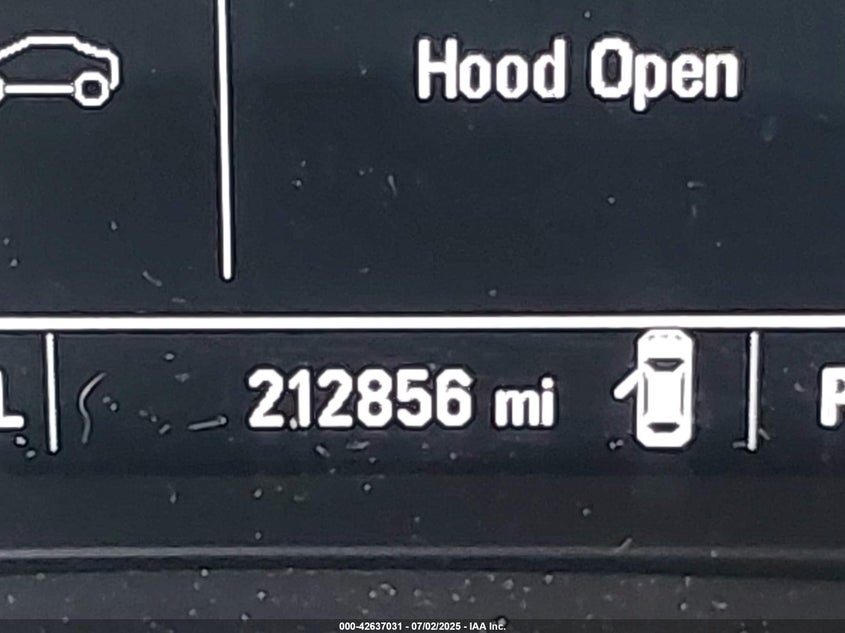 Hood Open
L 212856 mi P
000-42637031 - 07/02/2025 - IAA Inc.